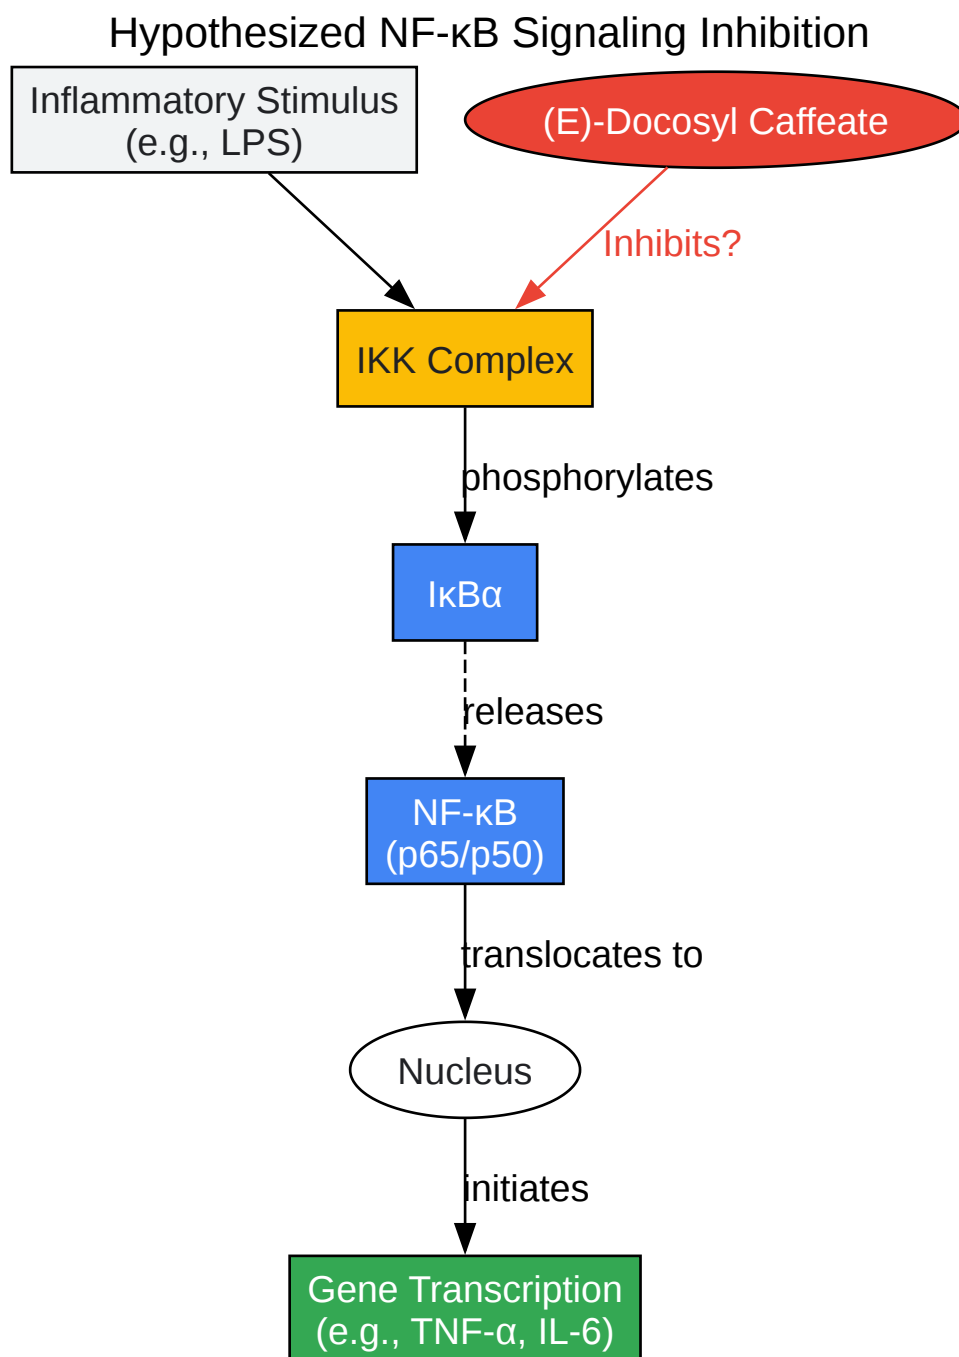 Hypothesized NF-κB Signaling Inhibition
Inflammatory Stimulus
(e.g., LPS)
(E)-Docosyl Caffeate
Inhibits?
IKK Complex
phosphorylates
IκBα
releases
NF-κB
(p65/p50)
translocates to
Nucleus
initiates
Gene Transcription
(e.g., TNF-α, IL-6)